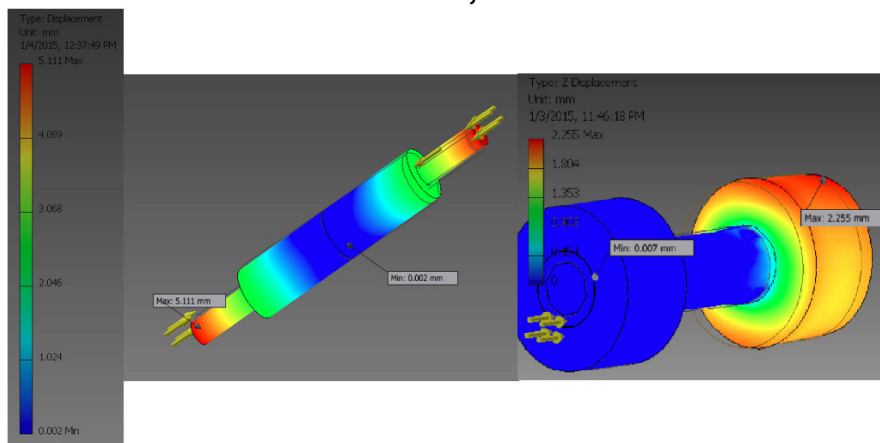 Type: Displacement
Unit: mm
1/4/2015, 12:37:49 PM
5.111 Max
4.089
3.068
2.046
1.024
0.002 Min
Min: 0.002 mm
Max: 5.111 mm
Type: Z Displacement
Unit: mm
1/3/2015, 11:46:18 PM
2.255 Max
1.804
1.353
0
Max: 2.255 mm
Min: 0.007 mm